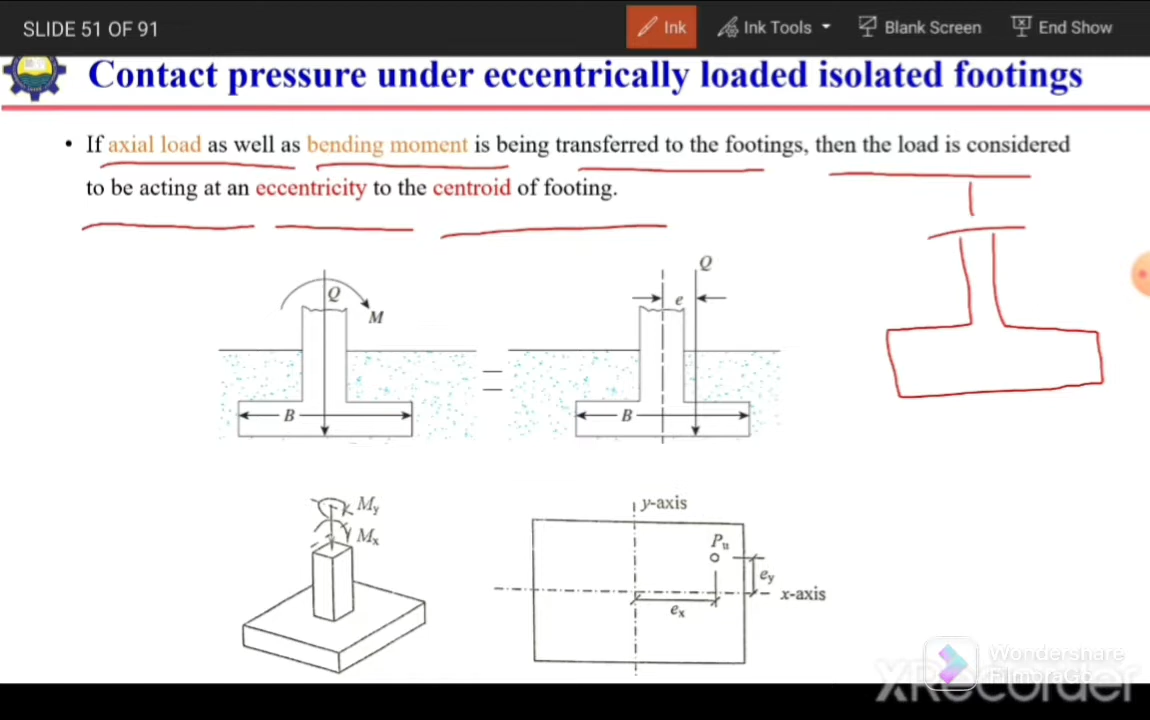 SLIDE 51 OF 91
Ink
Ink Tools
Blank Screen
End Show
Contact pressure under eccentrically loaded isolated footings
• If axial load as well as bending moment is being transferred to the footings, then the load is considered
to be acting at an eccentricity to the centroid of footing.
Q
M
B
Q
e
B
My
Mx
y-axis
Pu
ey
x-axis
ex
Wondershare
FilmoraGo
XRecorder